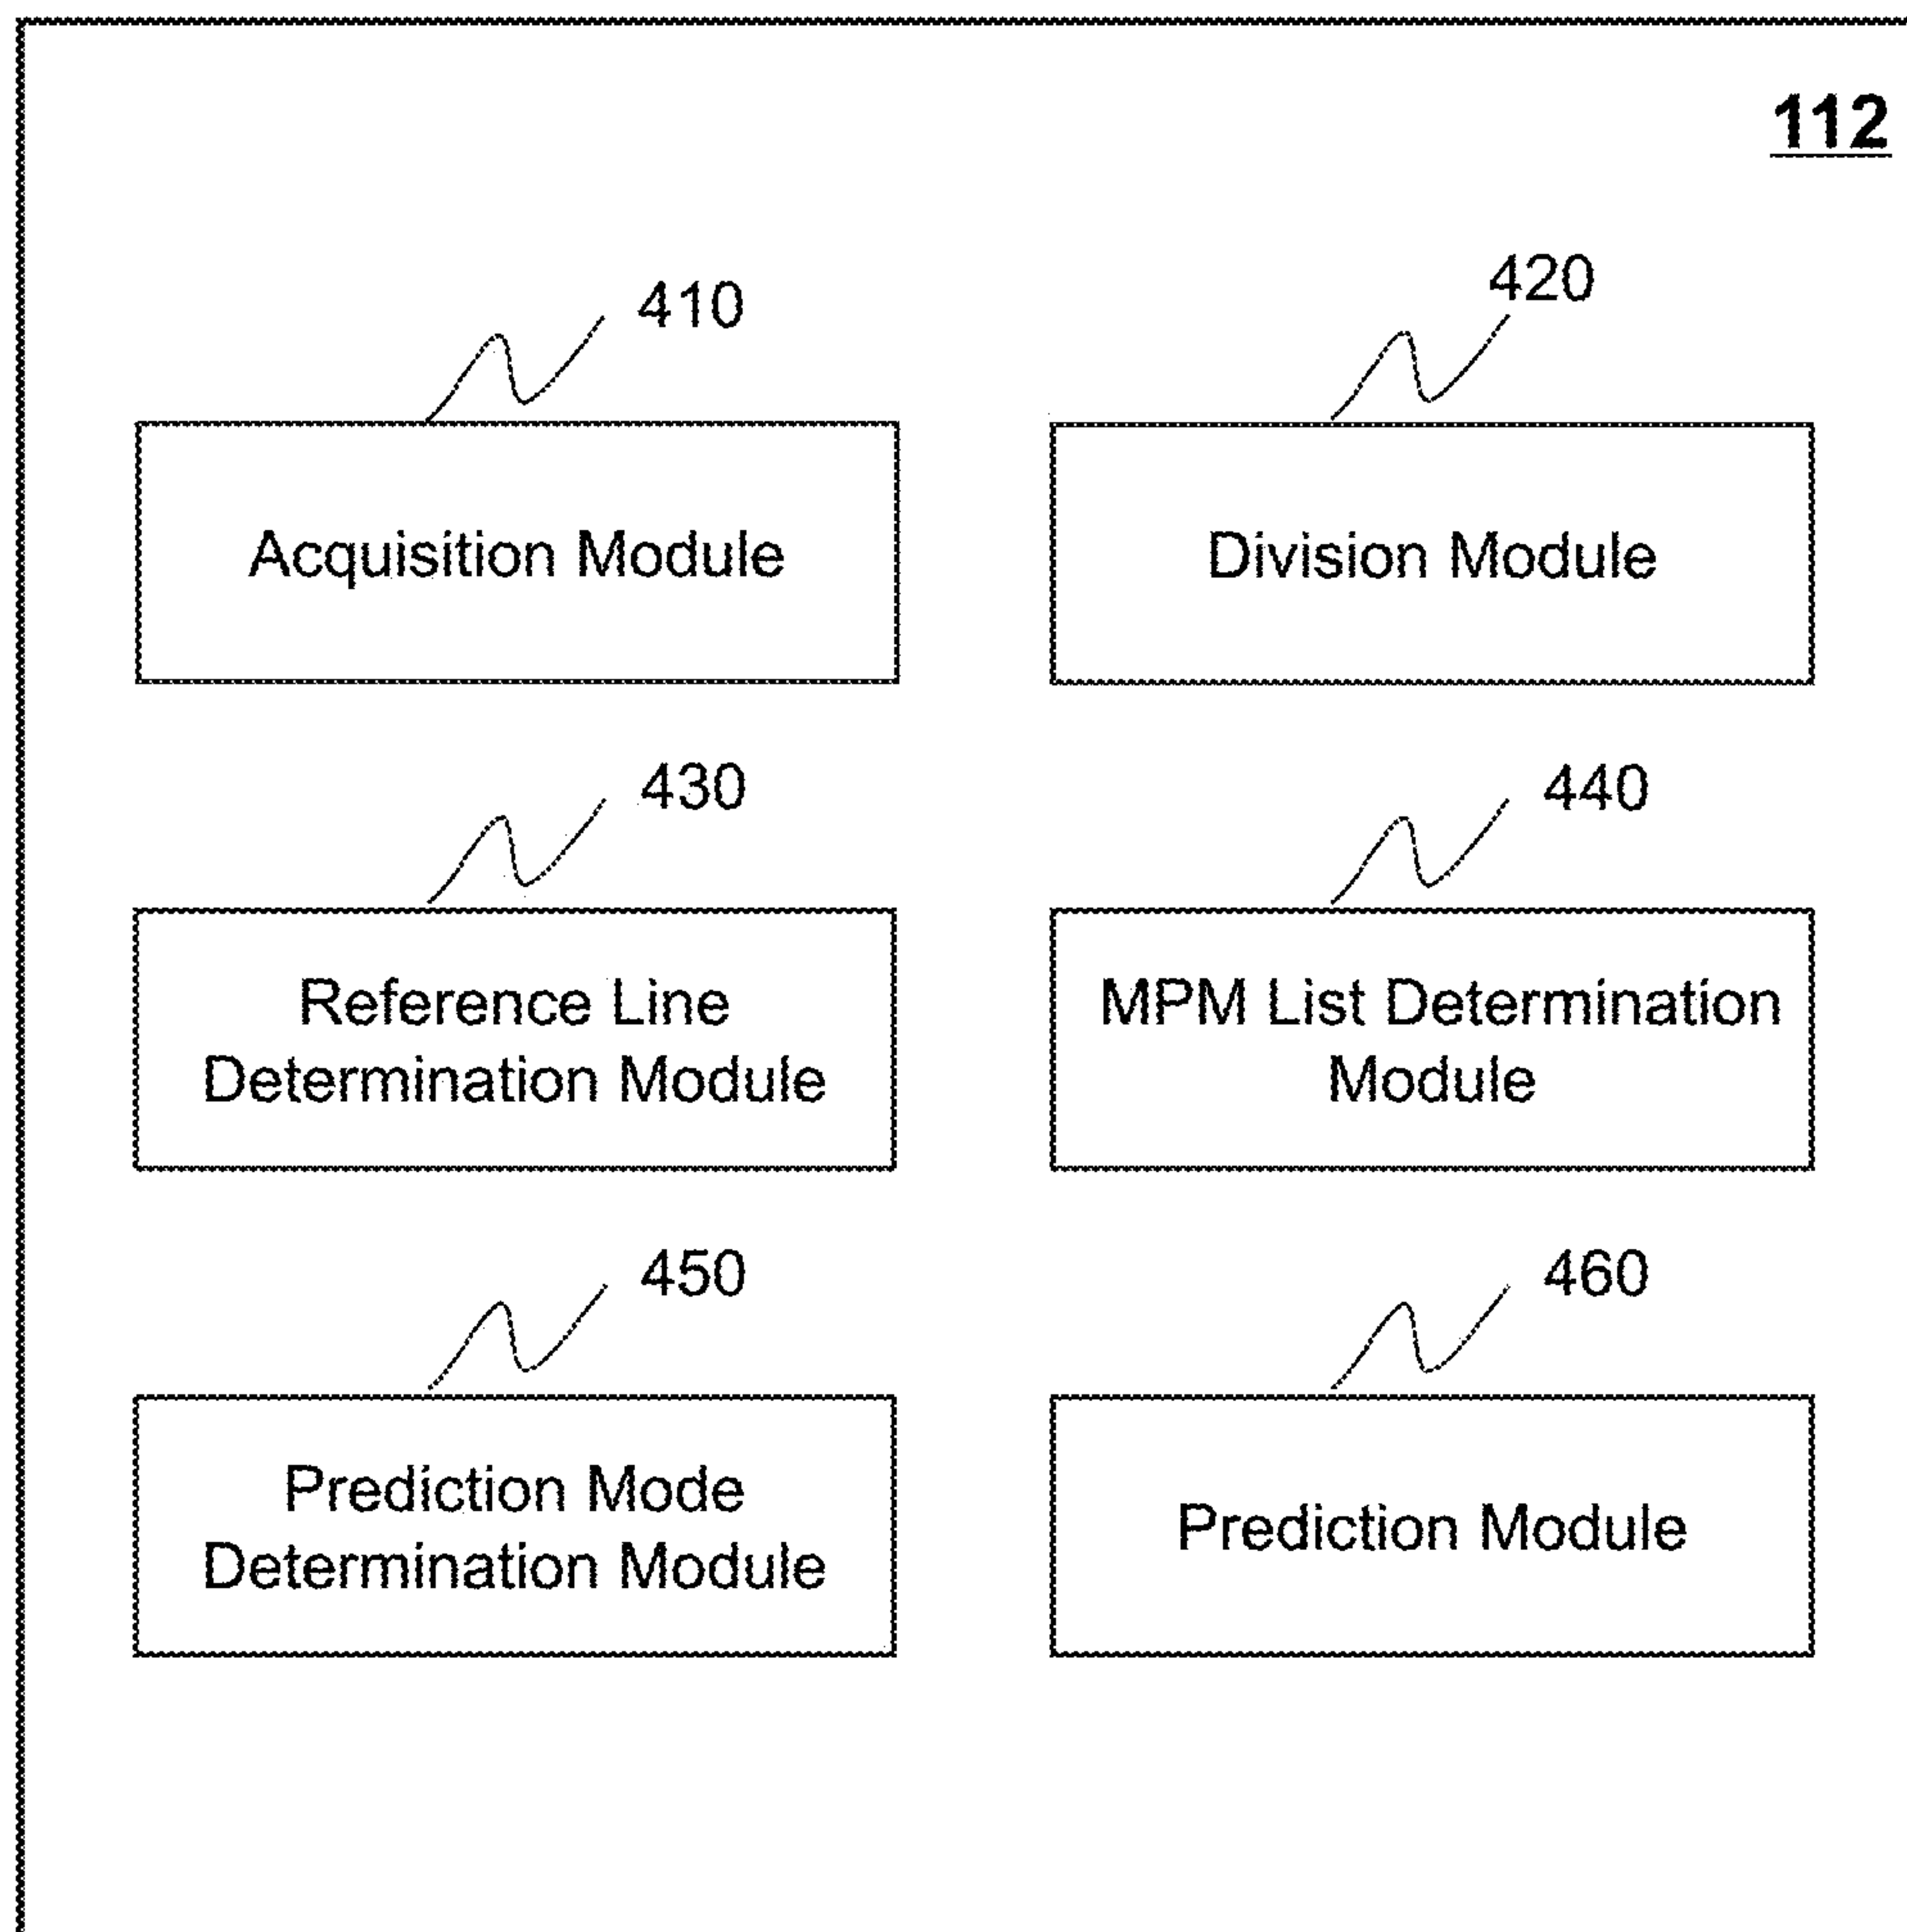 112
410
420
Acquisition Module
Division Module
430
440
Reference Line
Determination Module
MPM List Determination
Module
450
460
Prediction Mode
Determination Module
Prediction Module